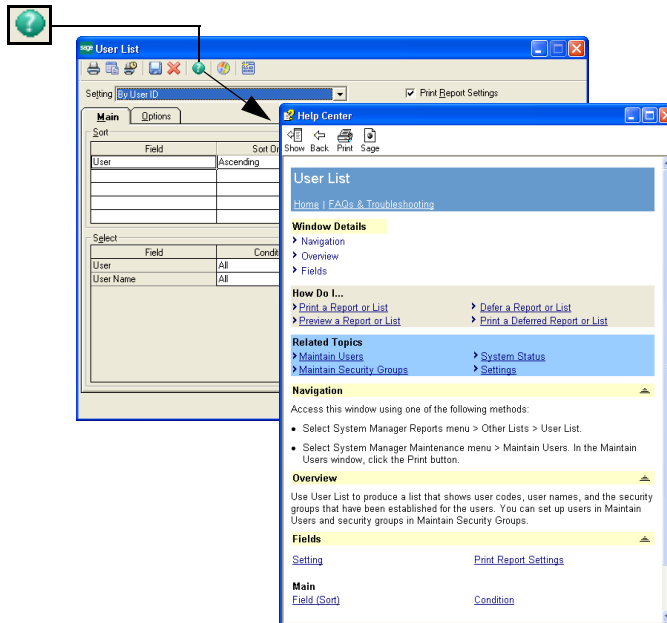 sage User List
Setting By User ID Print Report Settings
Main Options
Sort
Field Sort Or
User Ascending
Select
Field Condit
User All
User Name All
Help Center
Show Back Print Sage
User List
Home | FAQs & Troubleshooting
Window Details
Navigation
Overview
Fields
How Do I...
Print a Report or List Defer a Report or List
Preview a Report or List Print a Deferred Report or List
Related Topics
Maintain Users System Status
Maintain Security Groups Settings
Navigation
Access this window using one of the following methods:
• Select System Manager Reports menu > Other Lists > User List.
• Select System Manager Maintenance menu > Maintain Users. In the Maintain
Users window, click the Print button.
Overview
Use User List to produce a list that shows user codes, user names, and the security
groups that have been established for the users. You can set up users in Maintain
Users and security groups in Maintain Security Groups.
Fields
Setting Print Report Settings
Main
Field (Sort) Condition